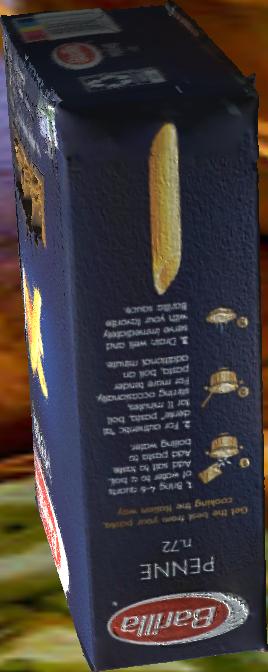 Barilla
PENNE
n.72
Get the best from your pasta,
cooking the Italian way
1. Bring 4-6 quarts
of water to a boil.
Add salt to taste.
Add pasta to
boiling water.
2. For authentic "al
dente" pasta, boil
for 11 minutes,
stirring occasionally.
For more tender
pasta, boil an
additional minute.
3. Drain well and
serve immediately
with your favorite
Barilla sauce.